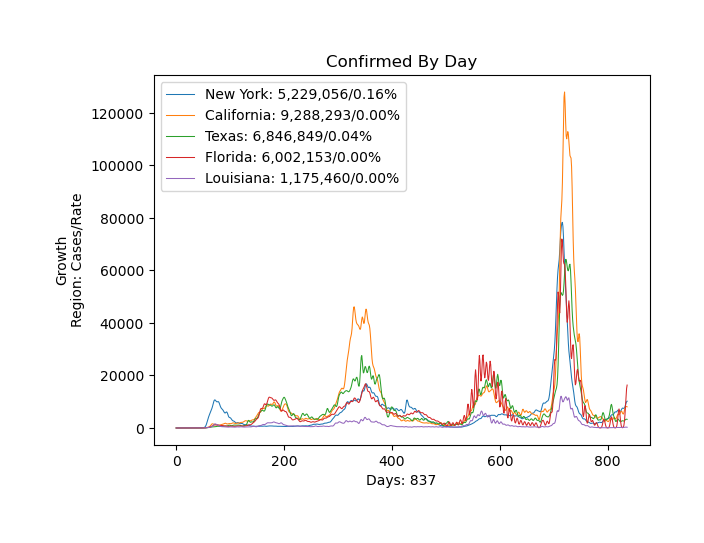 Confirmed By Day
New York: 5,229,056/0.16%
California: 9,288,293/0.00%
Texas: 6,846,849/0.04%
Florida: 6,002,153/0.00%
Louisiana: 1,175,460/0.00%
Growth
Region: Cases/Rate
120000
100000
80000
60000
40000
20000
0
0 200 400 600 800
Days: 837